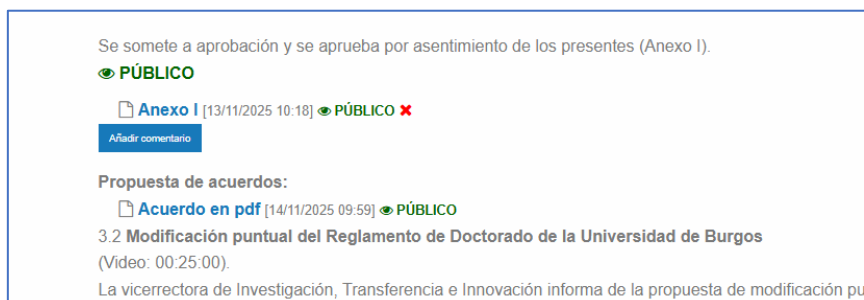 Se somete a aprobación y se aprueba por asentimiento de los presentes (Anexo I).
PÚBLICO
Anexo I [13/11/2025 10:18] PÚBLICO
Añadir comentario
Propuesta de acuerdos:
Acuerdo en pdf [14/11/2025 09:59] PÚBLICO
3.2 Modificación puntual del Reglamento de Doctorado de la Universidad de Burgos
(Video: 00:25:00).
La vicerrectora de Investigación, Transferencia e Innovación informa de la propuesta de modificación pu